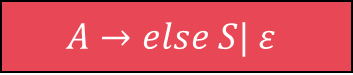 A → else S| ε